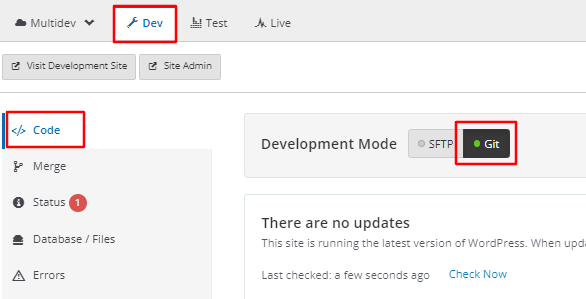 Multidev Dev Test Live
Visit Development Site Site Admin
</> Code
Merge
Status 1
Database / Files
Errors
Development Mode SFTP Git
There are no updates
This site is running the latest version of WordPress. When
Last checked: a few seconds ago Check Now